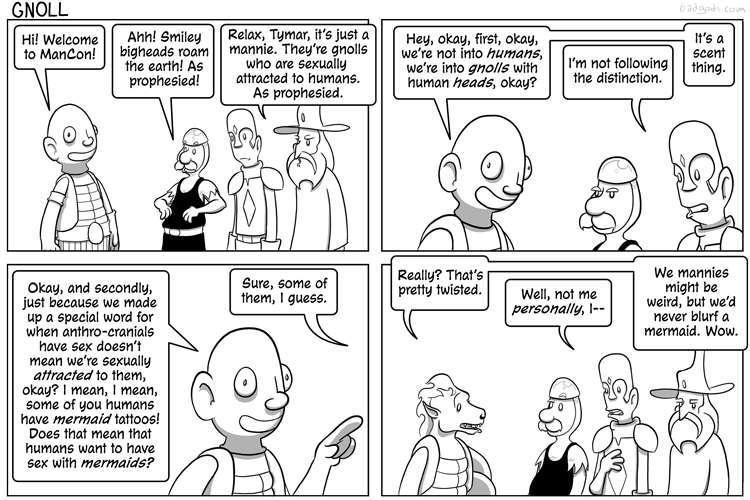 GNOLL
badgods.com
Hi! Welcome
to ManCon!
Ahh! Smiley
bigheads roam
the earth! As
prophesied!
Relax, Tymar, it's just a
mannie. They're gnolls
who are sexually
attracted to humans.
As prophesied.
Hey, okay, first, okay,
we're not into humans,
we're into gnolls with
human heads, okay?
I'm not following
the distinction.
It's a
scent
thing.
Okay, and secondly,
just because we made
up a special word for
when anthro-cranials
have sex doesn't
mean we're sexually
attracted to them,
okay? I mean, I mean,
some of you humans
have mermaid tattoos!
Does that mean that
humans want to have
sex with mermaids?
Sure, some of
them, I guess.
Really? That's
pretty twisted.
Well, not me
personally, I--
We mannies
might be
weird, but we'd
never blurf a
mermaid. Wow.